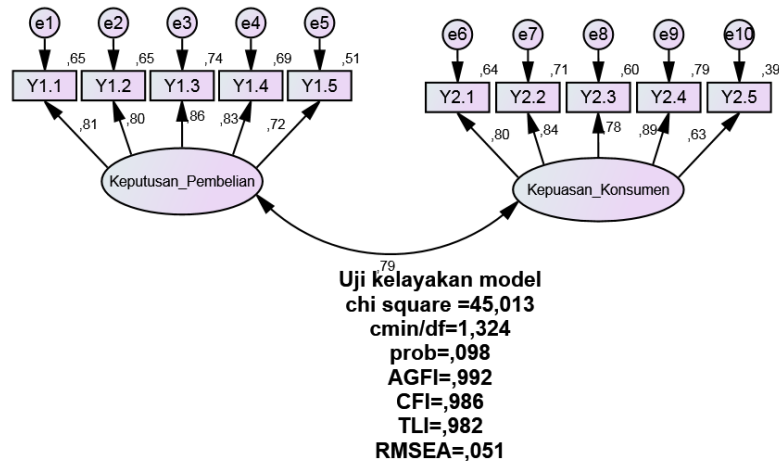 e1 e2 e3 e4 e5
,65 ,65 ,74 ,69 ,51
Y1.1 Y1.2 Y1.3 Y1.4 Y1.5
,81 ,80 ,86 ,83 ,72
Keputusan_Pembelian
e6 e7 e8 e9 e10
,64 ,71 ,60 ,79 ,39
Y2.1 Y2.2 Y2.3 Y2.4 Y2.5
,80 ,84 ,78 ,89 ,63
Kepuasan_Konsumen
,79
Uji kelayakan model
chi square =45,013
cmin/df=1,324
prob=,098
AGFI=,992
CFI=,986
TLI=,982
RMSEA=,051